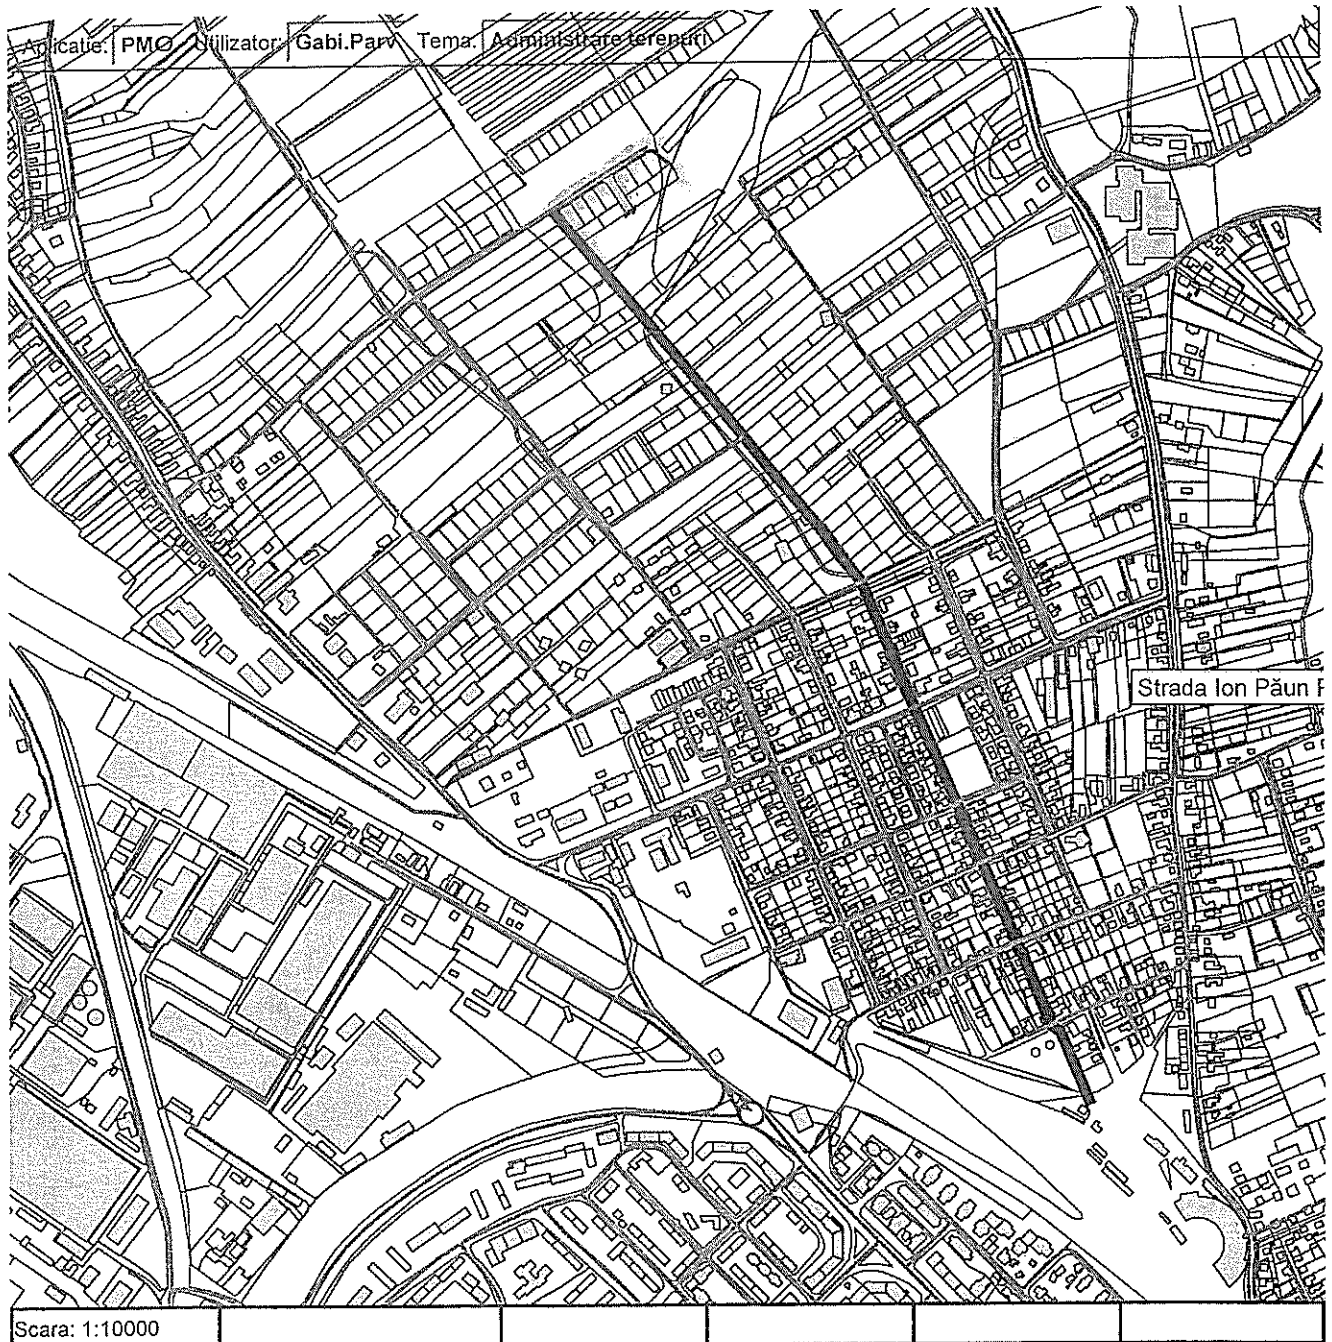 Aplicatie: PMO Utilizator: Gabi.Parv Tema: Administrare terenuri
Strada Ion Păun
Scara: 1:10000